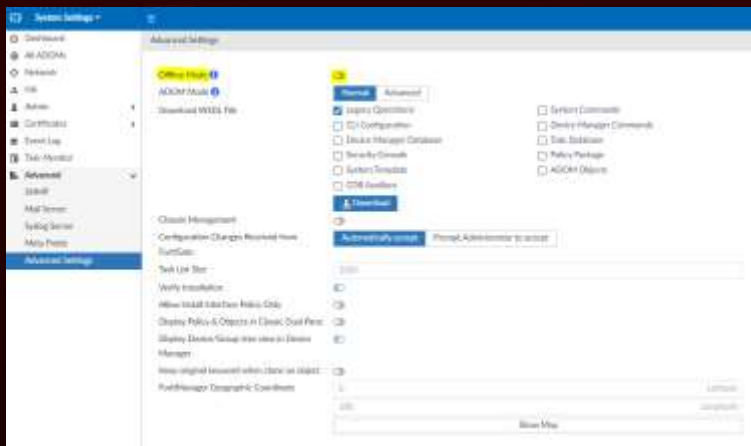 System Settings
Dashboard
All ADOMs
Network
HA
Admin
Certificates
Event Log
Task Monitor
Advanced
SNMP
Mail Server
Syslog Server
Meta Fields
Advanced Settings
Advanced Settings
Offline Mode
ADOM Mode
Normal Advanced
Download WSDL File
Legacy Operations
System Commands
CLI Configuration
Device Manager Commands
Device Manager Database
Task Database
Security Console
Policy Package
System Template
ADOM Objects
Download
Chassis Management
Configuration Changes Received from FortiGate
Automatically accept Prompt Administrator to accept
Task List Size
2000
Verify Installation
Allow Install Interface Policy Only
Display Policy & Objects in Classic Dual Pane
Display Device/Group tree view in Device Manager
Keep original keyword when clone an object
FortiManager Geographic Coordinate
Latitude
Longitude
Show Map